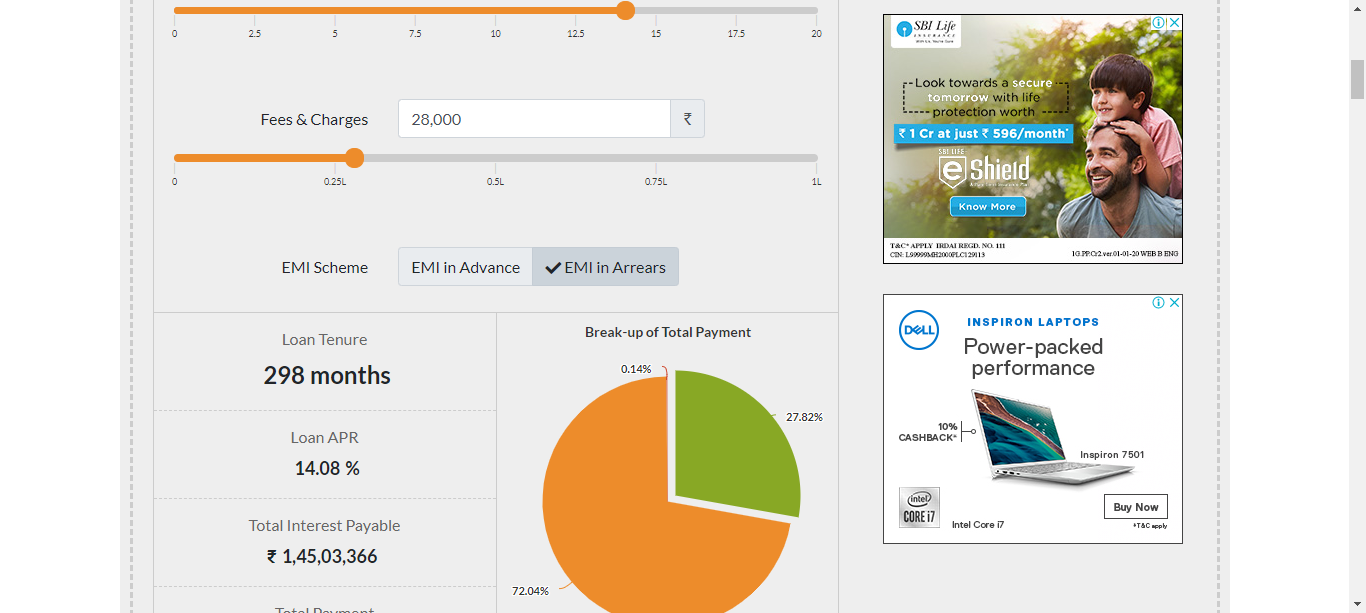 0 2.5 5 7.5 10 12.5 15 17.5 20
Fees & Charges 28,000 ₹
0 0.25L 0.5L 0.75L 1L
EMI Scheme EMI in Advance EMI in Arrears
Loan Tenure
298 months
Loan APR
14.08 %
Total Interest Payable
₹ 1,45,03,366
Total Payment
Break-up of Total Payment
0.14%
27.82%
72.04%
SBI Life
INSURANCE
Look towards a secure
tomorrow with life
protection worth
₹ 1 Cr at just ₹ 596/month*
SBI LIFE
eShield
Know More
T&C* APPLY IRDAI REGD. NO. 111
CIN: L99999MH2000PLC129113 1G.PP.Cr2.ver.01-01-20 WEB B ENG
DELL
INSPIRON LAPTOPS
Power-packed
performance
10%
CASHBACK*
Inspiron 7501
intel
CORE i7
Intel Core i7
Buy Now
*T&C apply